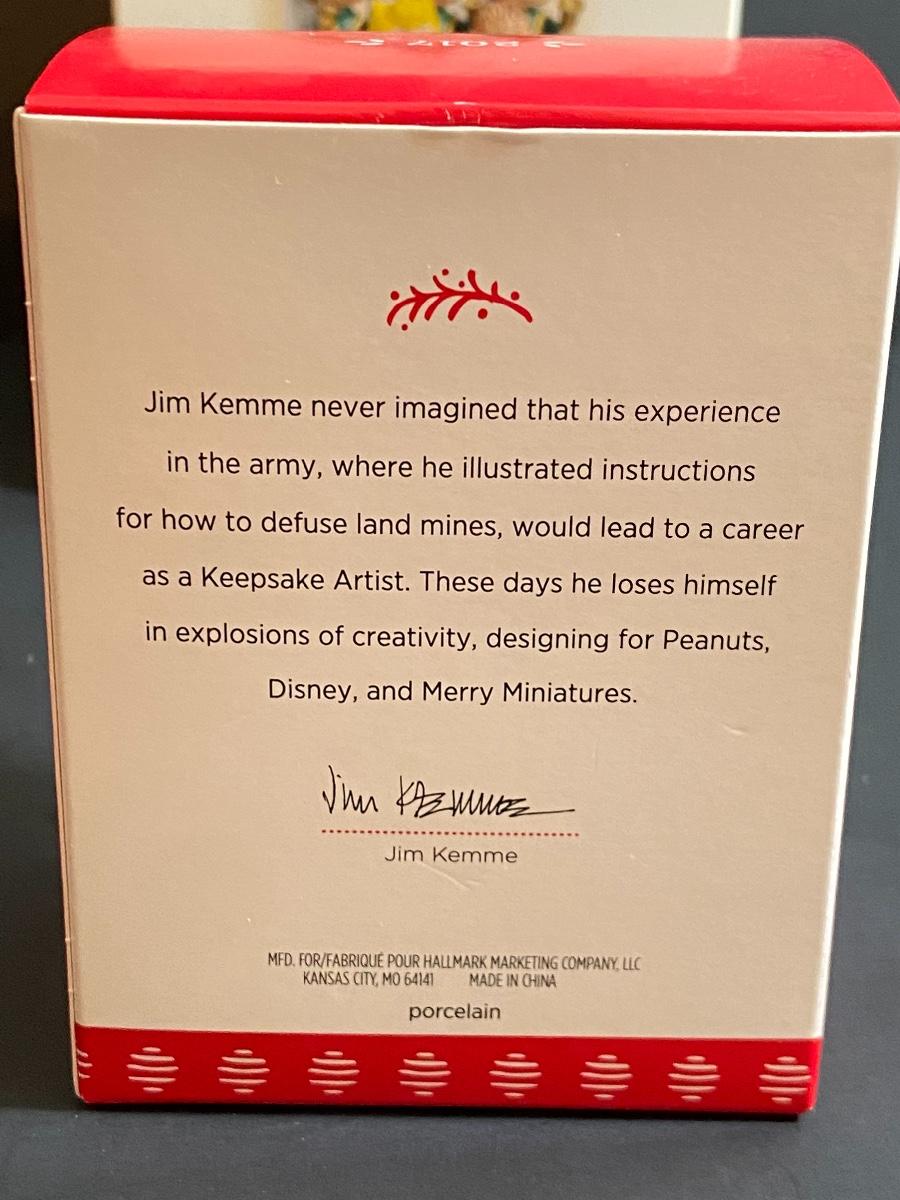 2017
Jim Kemme never imagined that his experience
in the army, where he illustrated instructions
for how to defuse land mines, would lead to a career
as a Keepsake Artist. These days he loses himself
in explosions of creativity, designing for Peanuts,
Disney, and Merry Miniatures.
Jim Kemme
Jim Kemme
MFD. FOR/FABRIQUÉ POUR HALLMARK MARKETING COMPANY, LLC
KANSAS CITY, MO 64141 MADE IN CHINA
porcelain